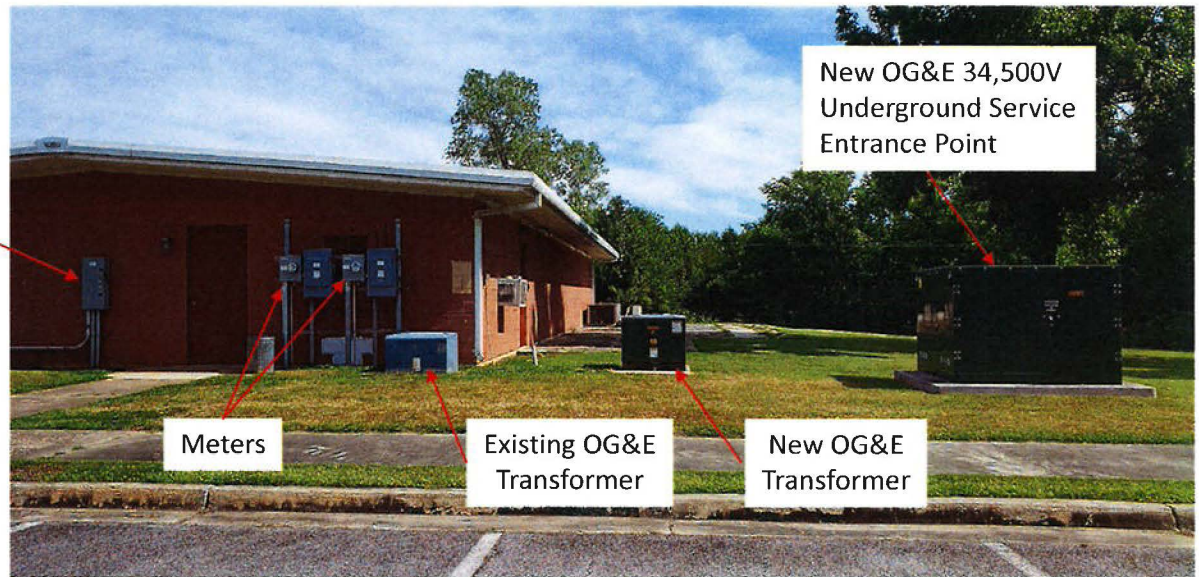 New OG&E 34,500V
Underground Service
Entrance Point
Meters
Existing OG&E
Transformer
New OG&E
Transformer